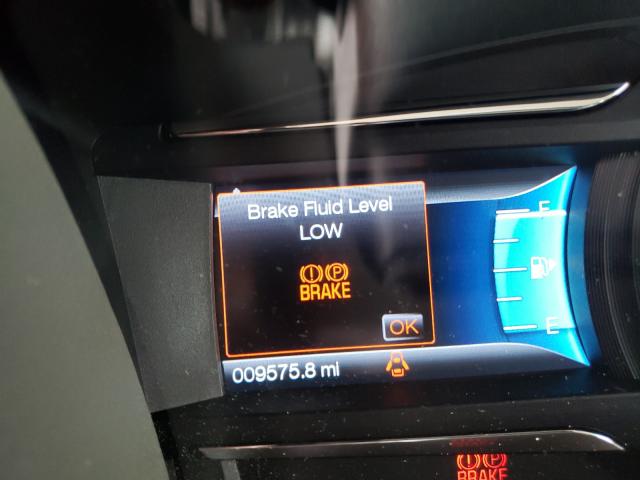 Brake Fluid Level
LOW
(!) (P)
BRAKE
OK
009575.8 mi
F
E
(!) (P)
BRAKE